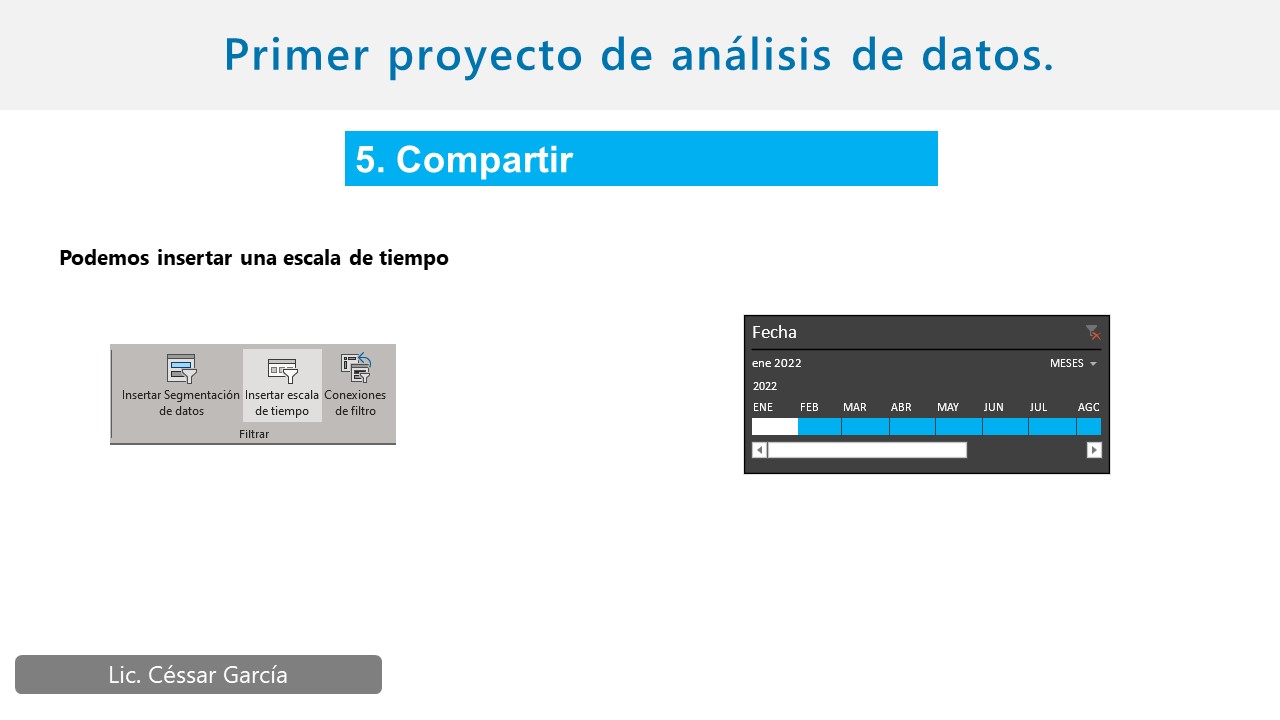 Primer proyecto de análisis de datos.
5. Compartir
Podemos insertar una escala de tiempo
Insertar Segmentación de datos
Insertar escala de tiempo
Conexiones de filtro
Filtrar
Fecha
ene 2022 MESES
2022
ENE FEB MAR ABR MAY JUN JUL AGC
Lic. Céssar García